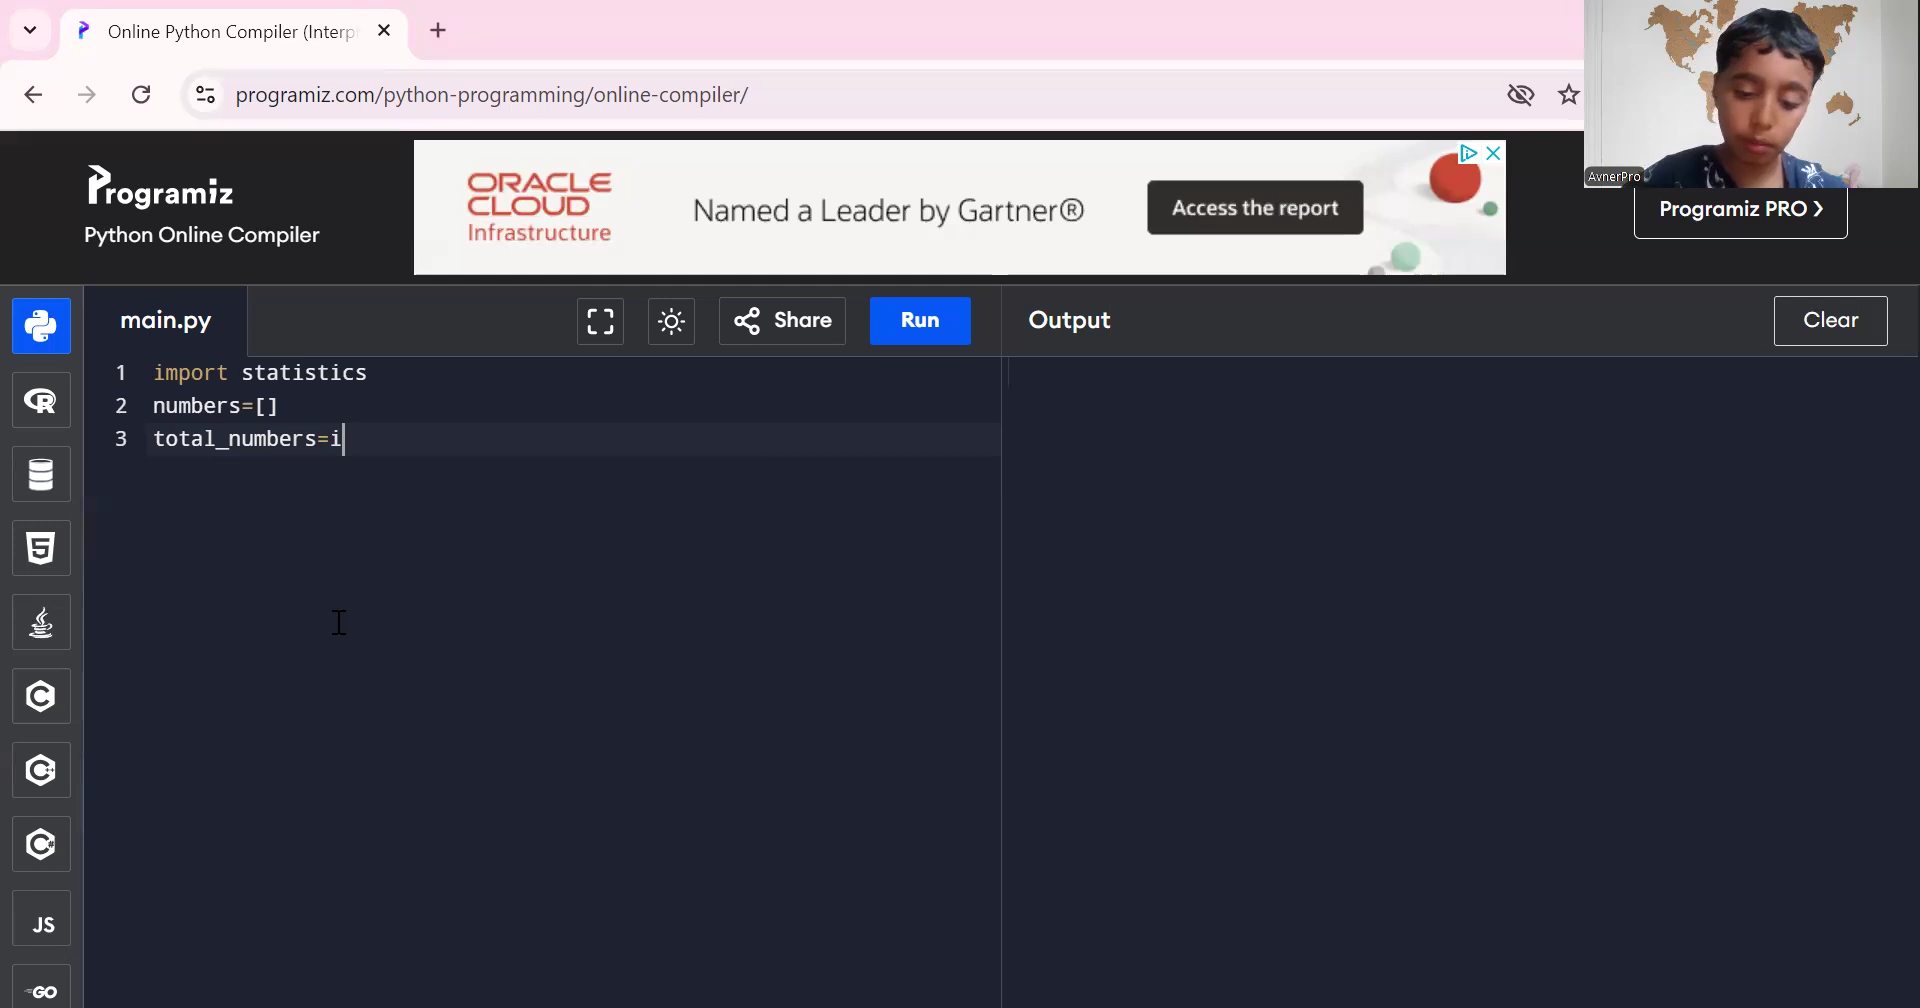 Online Python Compiler (Interp
programiz.com/python-programming/online-compiler/
AvnerPro
Programiz
Python Online Compiler
ORACLE
CLOUD
Infrastructure
Named a Leader by Gartner®
Access the report
Programiz PRO ❯
main.py
Share
Run
Output
Clear
1 import statistics
2 numbers=[]
3 total_numbers=i
R
5
C
C++
C#
JS
GO